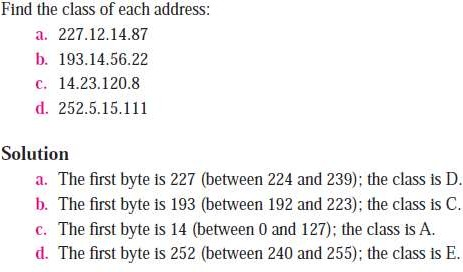 Find the class of each address:
a. 227.12.14.87
b. 193.14.56.22
c. 14.23.120.8
d. 252.5.15.111
Solution
a. The first byte is 227 (between 224 and 239); the class is D.
b. The first byte is 193 (between 192 and 223); the class is C.
c. The first byte is 14 (between 0 and 127); the class is A.
d. The first byte is 252 (between 240 and 255); the class is E.